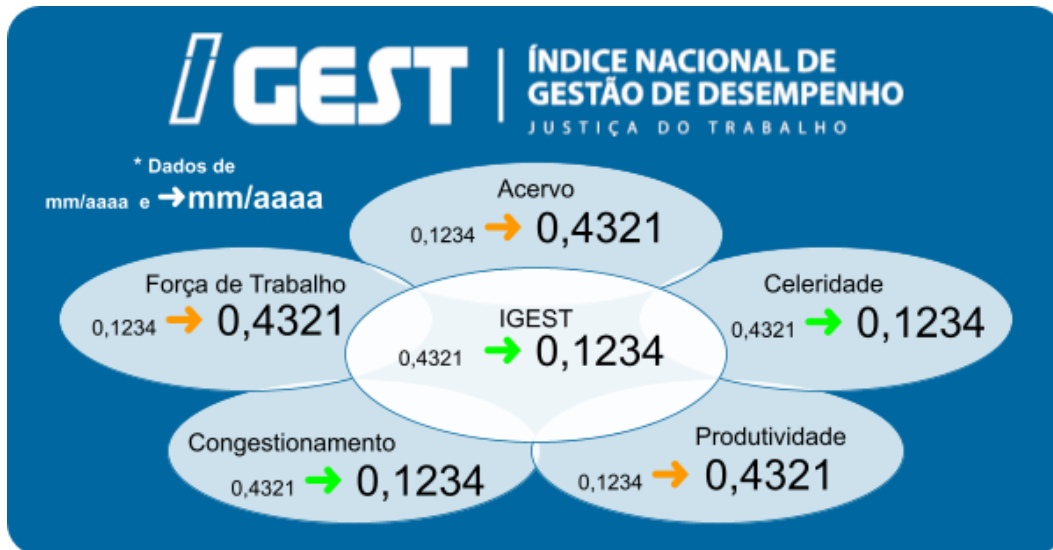 IGEST
ÍNDICE NACIONAL DE
GESTÃO DE DESEMPENHO
JUSTIÇA DO TRABALHO
* Dados de
mm/aaaa e ➔mm/aaaa
Acervo
0,1234 ➔ 0,4321
Força de Trabalho
0,1234 ➔ 0,4321
IGEST
0,4321 ➔ 0,1234
Celeridade
0,4321 ➔ 0,1234
Congestionamento
0,4321 ➔ 0,1234
Produtividade
0,1234 ➔ 0,4321